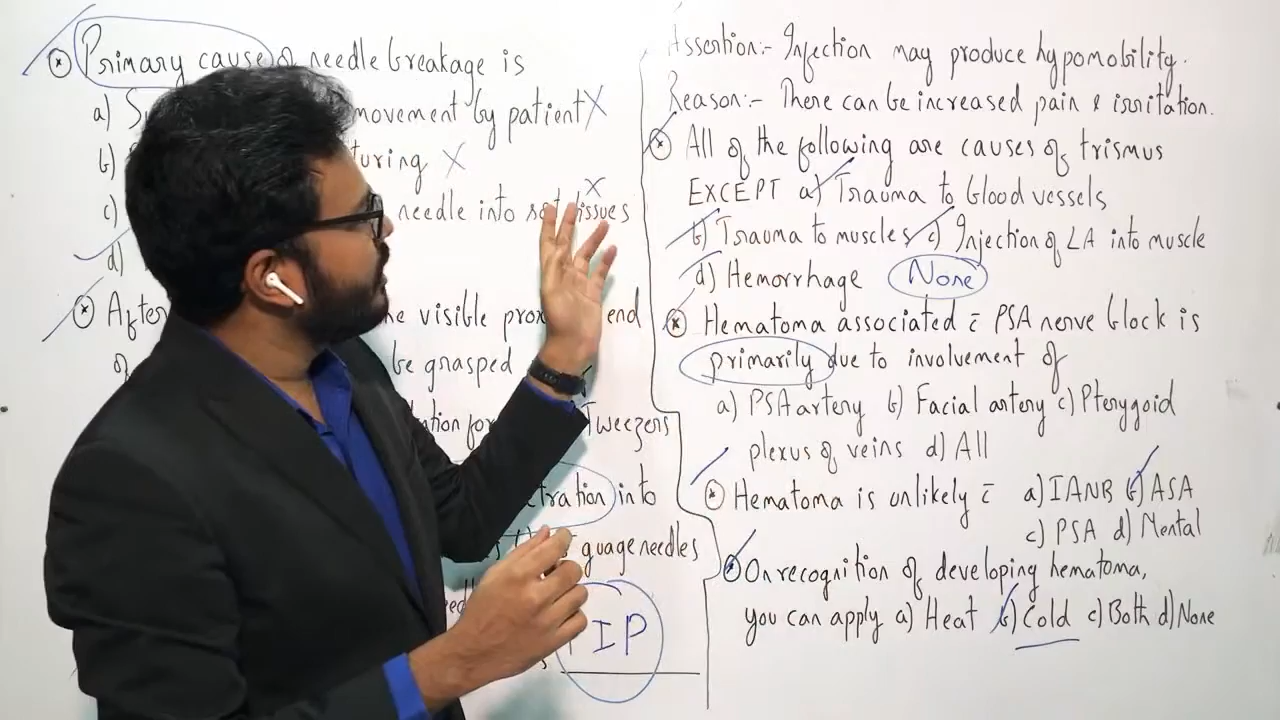 Primary cause of needle breakage is
a) movement by patient X
b) turing X
c) needle into soft tissues X
d)
After ne visible pro end
of be grasped
tion for Tweezers
tration into
guage needles
IP
Assertion:- Injection may produce hypomobility.
Reason:- There can be increased pain & irritation.
All of the following are causes of trismus
EXCEPT a) Trauma to blood vessels
b) Trauma to muscles c) Injection of LA into muscle
d) Hemorrhage None
Hematoma associated c̄ PSA nerve block is
primarily due to involvement of
a) PSA artery b) Facial artery c) Pterygoid
plexus of veins d) All
Hematoma is unlikely c̄ a) IANB b) ASA
c) PSA d) Mental
On recognition of developing hematoma,
you can apply a) Heat b) Cold c) Both d) None